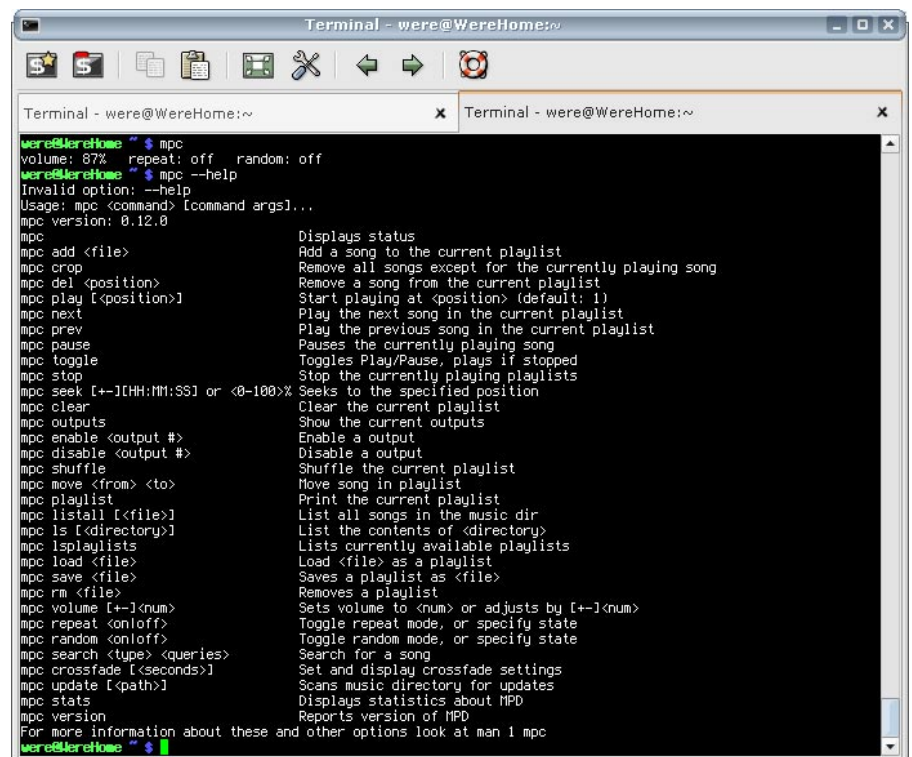 Terminal - were@WereHome:~
Terminal - were@WereHome:~
Terminal - were@WereHome:~
were@WereHome ~ $ mpc
volume: 87%   repeat: off   random: off
were@WereHome ~ $ mpc --help
Invalid option: --help
Usage: mpc <command> [command args]...
mpc version: 0.12.0
mpc Displays status
mpc add <file> Add a song to the current playlist
mpc crop Remove all songs except for the currently playing song
mpc del <position> Remove a song from the current playlist
mpc play [<position>] Start playing at <position> (default: 1)
mpc next Play the next song in the current playlist
mpc prev Play the previous song in the current playlist
mpc pause Pauses the currently playing song
mpc toggle Toggles Play/Pause, plays if stopped
mpc stop Stop the currently playing playlists
mpc seek [+-][HH:MM:SS] or <0-100>% Seeks to the specified position
mpc clear Clear the current playlist
mpc outputs Show the current outputs
mpc enable <output #> Enable a output
mpc disable <output #> Disable a output
mpc shuffle Shuffle the current playlist
mpc move <from> <to> Move song in playlist
mpc playlist Print the current playlist
mpc listall [<file>] List all songs in the music dir
mpc ls [<directory>] List the contents of <directory>
mpc lsplaylists Lists currently available playlists
mpc load <file> Load <file> as a playlist
mpc save <file> Saves a playlist as <file>
mpc rm <file> Removes a playlist
mpc volume [+-]<num> Sets volume to <num> or adjusts by [+-]<num>
mpc repeat <on|off> Toggle repeat mode, or specify state
mpc random <on|off> Toggle random mode, or specify state
mpc search <type> <queries> Search for a song
mpc crossfade [<seconds>] Set and display crossfade settings
mpc update [<path>] Scans music directory for updates
mpc stats Displays statistics about MPD
mpc version Reports version of MPD
For more information about these and other options look at man 1 mpc
were@WereHome ~ $